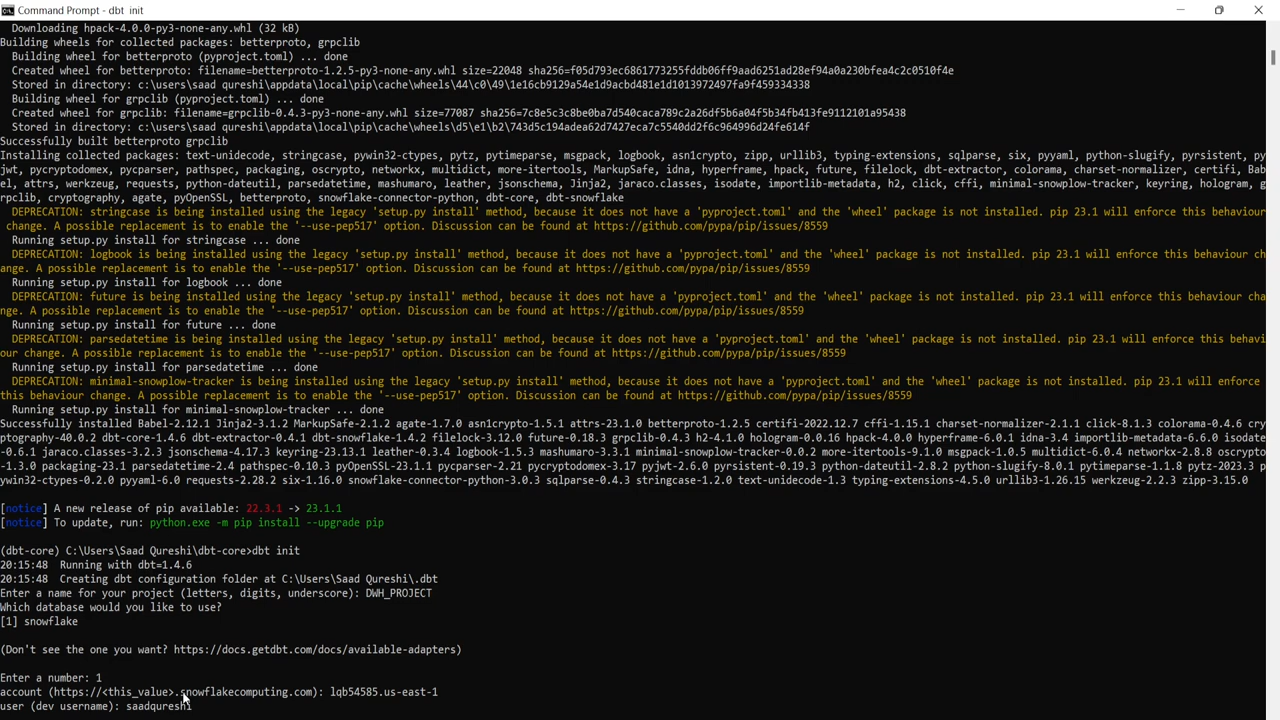 Command Prompt - dbt  init
Downloading hpack-4.0.0-py3-none-any.whl (32 kB)
Building wheels for collected packages: betterproto, grpclib
Building wheel for betterproto (pyproject.toml) ... done
Created wheel for betterproto: filename=betterproto-1.2.5-py3-none-any.whl size=22048 sha256=f05d793ec6861773255fddb06ff9aad6251ad28ef94a0a230bfea4c2c0510f4e
Stored in directory: c:\users\saad qureshi\appdata\local\pip\cache\wheels\44\c0\49\1e16cb9129a54e1d9acbd481e1d1013972497fa9f459334338
Building wheel for grpclib (pyproject.toml) ... done
Created wheel for grpclib: filename=grpclib-0.4.3-py3-none-any.whl size=77087 sha256=7c8e5c3c8be0ba7d540caca789c2a26df5b6a04f5b34fb413fe9112101a95438
Stored in directory: c:\users\saad qureshi\appdata\local\pip\cache\wheels\d5\e1\b2\743d5c194adea62d7427eca7c5540dd2f6c964996d24fe614f
Successfully built betterproto grpclib
Installing collected packages: text-unidecode, stringcase, pywin32-ctypes, pytz, pytimeparse, msgpack, logbook, asn1crypto, zipp, urllib3, typing-extensions, sqlparse, six, pyyaml, python-slugify, pyrsistent, py
jwt, pycryptodomex, pycparser, pathspec, packaging, oscrypto, networkx, multidict, more-itertools, MarkupSafe, idna, hyperframe, hpack, future, filelock, dbt-extractor, colorama, charset-normalizer, certifi, Bab
el, attrs, werkzeug, requests, python-dateutil, parsedatetime, mashumaro, leather, jsonschema, Jinja2, jaraco.classes, isodate, importlib-metadata, h2, click, cffi, minimal-snowplow-tracker, keyring, hologram, g
rpclib, cryptography, agate, pyOpenSSL, betterproto, snowflake-connector-python, dbt-core, dbt-snowflake
DEPRECATION: stringcase is being installed using the legacy 'setup.py install' method, because it does not have a 'pyproject.toml' and the 'wheel' package is not installed. pip 23.1 will enforce this behaviour
change. A possible replacement is to enable the '--use-pep517' option. Discussion can be found at https://github.com/pypa/pip/issues/8559
Running setup.py install for stringcase ... done
DEPRECATION: logbook is being installed using the legacy 'setup.py install' method, because it does not have a 'pyproject.toml' and the 'wheel' package is not installed. pip 23.1 will enforce this behaviour ch
ange. A possible replacement is to enable the '--use-pep517' option. Discussion can be found at https://github.com/pypa/pip/issues/8559
Running setup.py install for logbook ... done
DEPRECATION: future is being installed using the legacy 'setup.py install' method, because it does not have a 'pyproject.toml' and the 'wheel' package is not installed. pip 23.1 will enforce this behaviour cha
nge. A possible replacement is to enable the '--use-pep517' option. Discussion can be found at https://github.com/pypa/pip/issues/8559
Running setup.py install for future ... done
DEPRECATION: parsedatetime is being installed using the legacy 'setup.py install' method, because it does not have a 'pyproject.toml' and the 'wheel' package is not installed. pip 23.1 will enforce this behavi
our change. A possible replacement is to enable the '--use-pep517' option. Discussion can be found at https://github.com/pypa/pip/issues/8559
Running setup.py install for parsedatetime ... done
DEPRECATION: minimal-snowplow-tracker is being installed using the legacy 'setup.py install' method, because it does not have a 'pyproject.toml' and the 'wheel' package is not installed. pip 23.1 will enforce
this behaviour change. A possible replacement is to enable the '--use-pep517' option. Discussion can be found at https://github.com/pypa/pip/issues/8559
Running setup.py install for minimal-snowplow-tracker ... done
Successfully installed Babel-2.12.1 Jinja2-3.1.2 MarkupSafe-2.1.2 agate-1.7.0 asn1crypto-1.5.1 attrs-23.1.0 betterproto-1.2.5 certifi-2022.12.7 cffi-1.15.1 charset-normalizer-2.1.1 click-8.1.3 colorama-0.4.6 cry
ptography-40.0.2 dbt-core-1.4.6 dbt-extractor-0.4.1 dbt-snowflake-1.4.2 filelock-3.12.0 future-0.18.3 grpclib-0.4.3 h2-4.1.0 hologram-0.0.16 hpack-4.0.0 hyperframe-6.0.1 idna-3.4 importlib-metadata-6.6.0 isodate
-0.6.1 jaraco.classes-3.2.3 jsonschema-4.17.3 keyring-23.13.1 leather-0.3.4 logbook-1.5.3 mashumaro-3.3.1 minimal-snowplow-tracker-0.0.2 more-itertools-9.1.0 msgpack-1.0.5 multidict-6.0.4 networkx-2.8.8 oscrypto
-1.3.0 packaging-23.1 parsedatetime-2.4 pathspec-0.10.3 pyOpenSSL-23.1.1 pycparser-2.21 pycryptodomex-3.17 pyjwt-2.6.0 pyrsistent-0.19.3 python-dateutil-2.8.2 python-slugify-8.0.1 pytimeparse-1.1.8 pytz-2023.3 p
ywin32-ctypes-0.2.0 pyyaml-6.0 requests-2.28.2 six-1.16.0 snowflake-connector-python-3.0.3 sqlparse-0.4.3 stringcase-1.2.0 text-unidecode-1.3 typing-extensions-4.5.0 urllib3-1.26.15 werkzeug-2.2.3 zipp-3.15.0
[notice] A new release of pip available: 22.3.1 -> 23.1.1
[notice] To update, run: python.exe -m pip install --upgrade pip
(dbt-core) C:\Users\Saad Qureshi\dbt-core>dbt init
20:15:48  Running with dbt=1.4.6
20:15:48  Creating dbt configuration folder at C:\Users\Saad Qureshi\.dbt
Enter a name for your project (letters, digits, underscore): DWH_PROJECT
Which database would you like to use?
[1] snowflake
(Don't see the one you want? https://docs.getdbt.com/docs/available-adapters)
Enter a number: 1
account (https://<this_value>.snowflakecomputing.com): lqb54585.us-east-1
user (dev username): saadqureshi